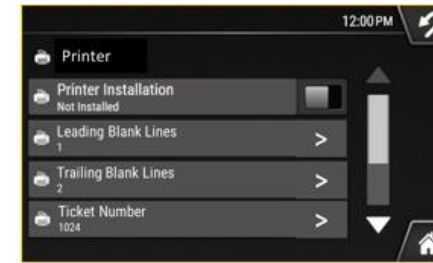 12:00 PM
Printer
Printer Installation
Not Installed
Leading Blank Lines
1
>
Trailing Blank Lines
2
>
Ticket Number
1024
>